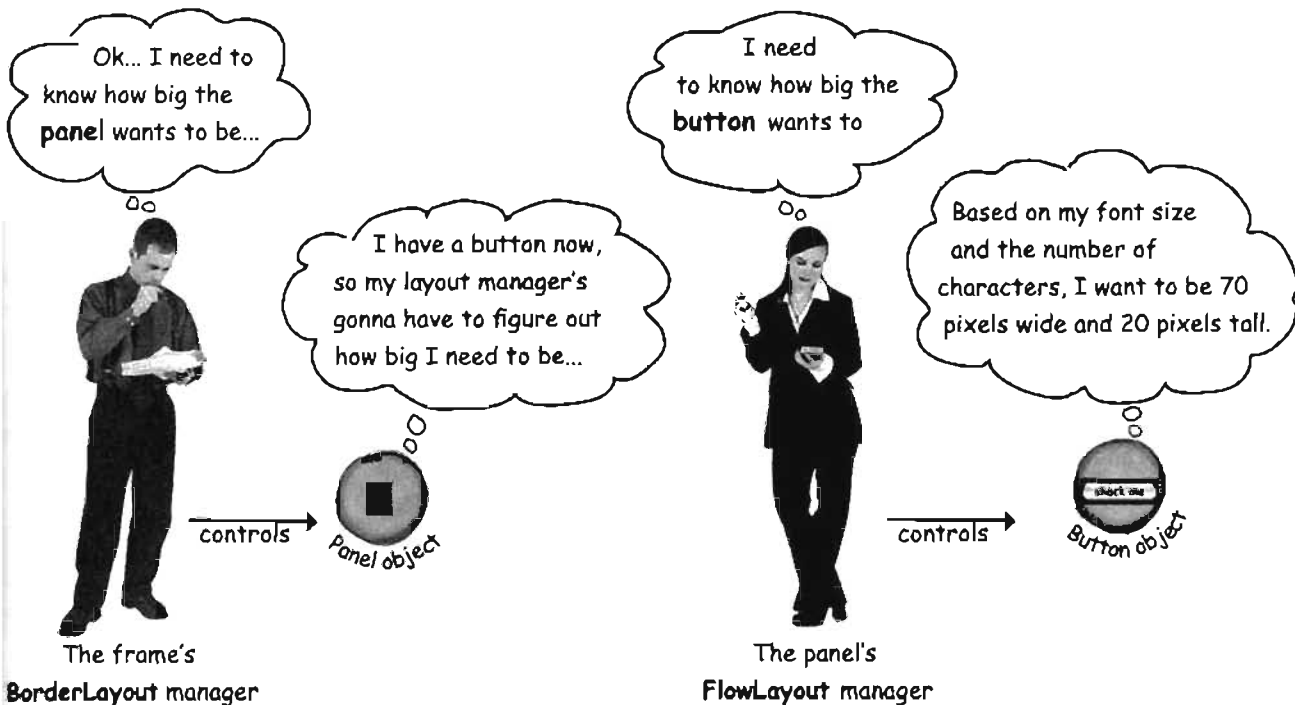 Ok... I need to
know how big the
panel wants to be...
I have a button now,
so my layout manager's
gonna have to figure out
how big I need to be...
controls
Panel object
The frame's
BorderLayout manager
I need
to know how big the
button wants to
Based on my font size
and the number of
characters, I want to be 70
pixels wide and 20 pixels tall.
controls
Button object
The panel's
FlowLayout manager